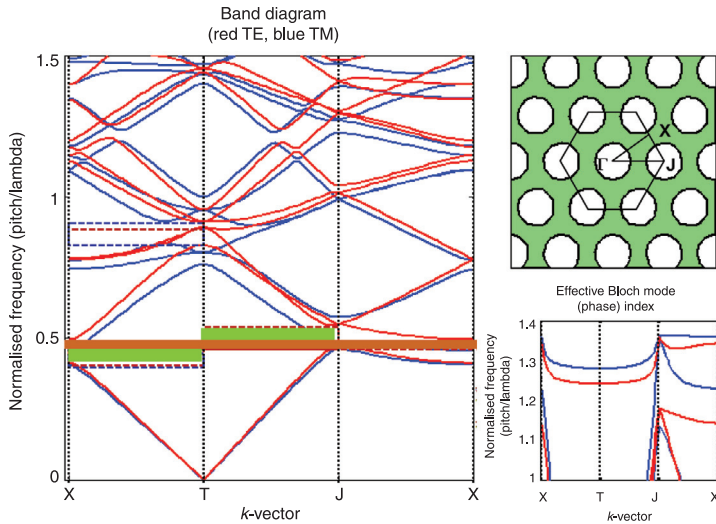 Band diagram
(red TE, blue TM)
Normalised frequency (pitch/lambda)
1.5
1
0.5
0
X
T
J
X
k-vector
X
Γ
J
Effective Bloch mode
(phase) index
Normalised frequency
(pitch/lambda)
1.4
1.3
1.2
1.1
1
X
T
J
X
k-vector